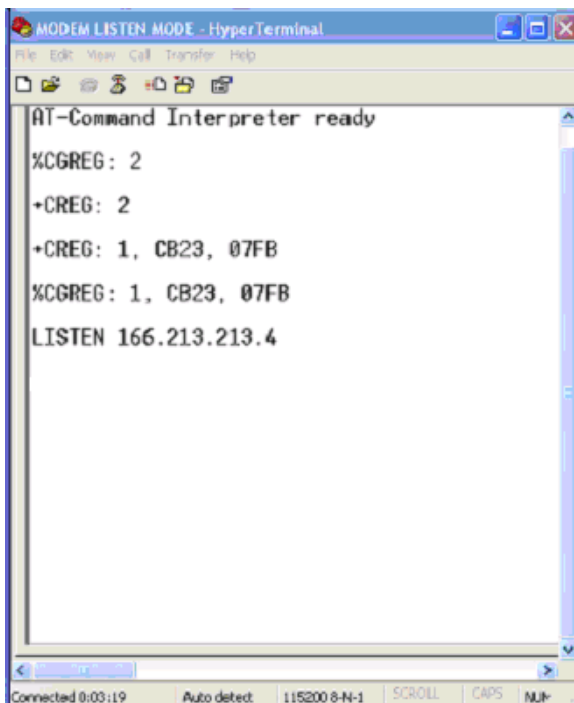 MODEM LISTEN MODE - HyperTerminal
File Edit View Call Transfer Help
AT-Command Interpreter ready
%CGREG: 2
+CREG: 2
+CREG: 1, CB23, 07FB
%CGREG: 1, CB23, 07FB
LISTEN 166.213.213.4
Connected 0:03:19 Auto detect 115200 8-N-1 SCROLL CAPS